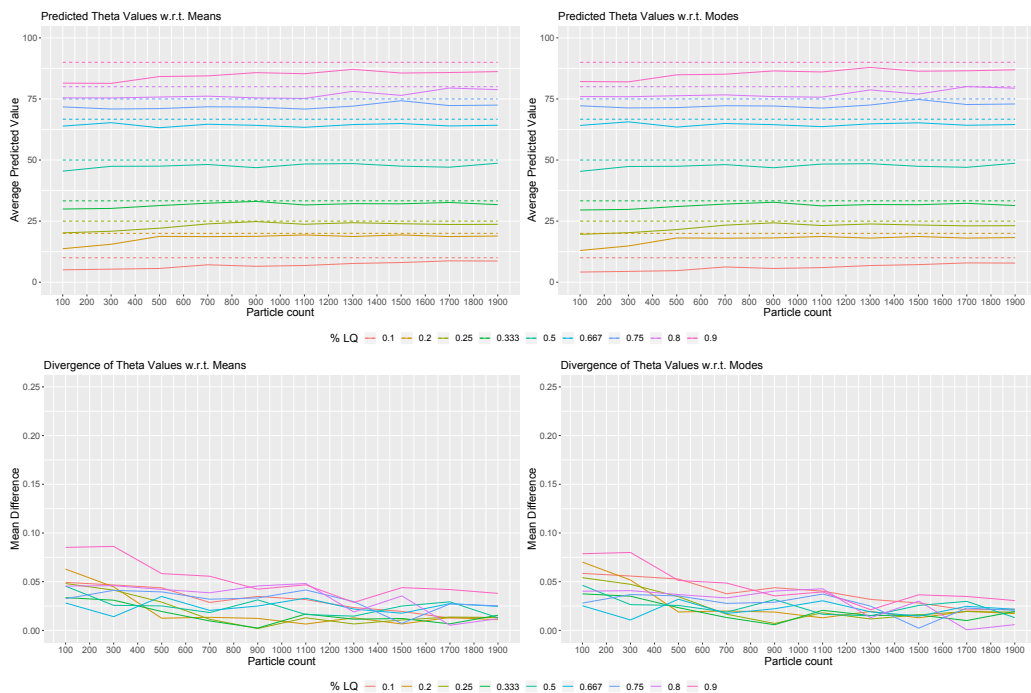 Predicted Theta Values w.r.t. Means
Predicted Theta Values w.r.t. Modes
Average Predicted Value
100
75
50
25
0
100 200 300 400 500 600 700 800 900 1000 1100 1200 1300 1400 1500 1600 1700 1800 1900
Particle count
Average Predicted Value
100
75
50
25
0
100 200 300 400 500 600 700 800 900 1000 1100 1200 1300 1400 1500 1600 1700 1800 1900
Particle count
% LQ 0.1 0.2 0.25 0.333 0.5 0.667 0.75 0.8 0.9
Divergence of Theta Values w.r.t. Means
Divergence of Theta Values w.r.t. Modes
Mean Difference
0.25
0.20
0.15
0.10
0.05
0.00
100 200 300 400 500 600 700 800 900 1000 1100 1200 1300 1400 1500 1600 1700 1800 1900
Particle count
Mean Difference
0.25
0.20
0.15
0.10
0.05
0.00
100 200 300 400 500 600 700 800 900 1000 1100 1200 1300 1400 1500 1600 1700 1800 1900
Particle count
% LQ 0.1 0.2 0.25 0.333 0.5 0.667 0.75 0.8 0.9